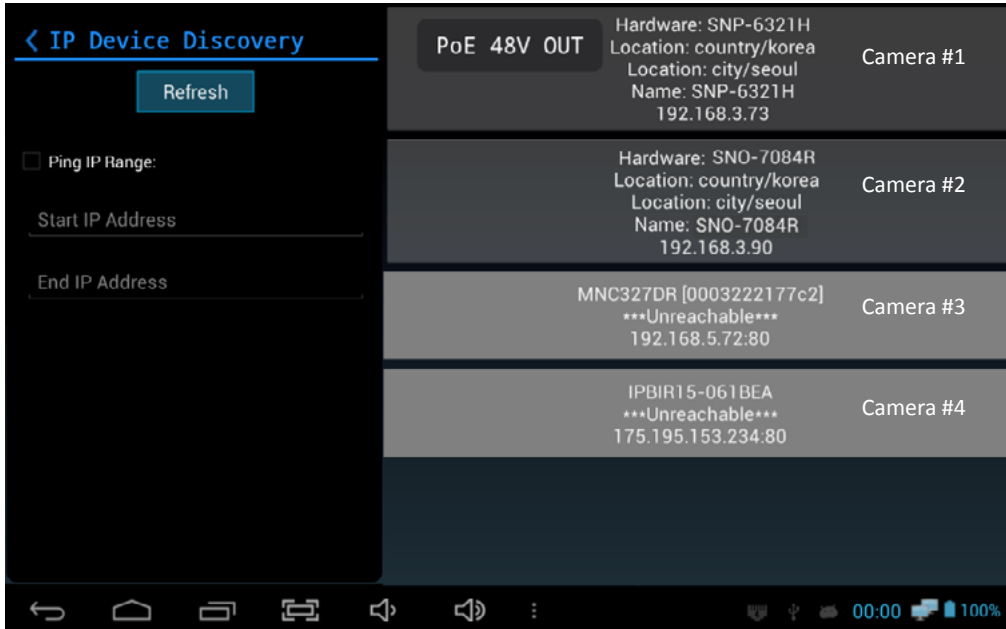 IP Device Discovery
Refresh
Ping IP Range:
Start IP Address
End IP Address
PoE 48V OUT
Hardware: SNP-6321H
Location: country/korea
Location: city/seoul
Name: SNP-6321H
192.168.3.73
Camera #1
Hardware: SNO-7084R
Location: country/korea
Location: city/seoul
Name: SNO-7084R
192.168.3.90
Camera #2
MNC327DR [0003222177c2]
***Unreachable***
192.168.5.72:80
Camera #3
IPBIR15-061BEA
***Unreachable***
175.195.153.234:80
Camera #4
00:00 100%